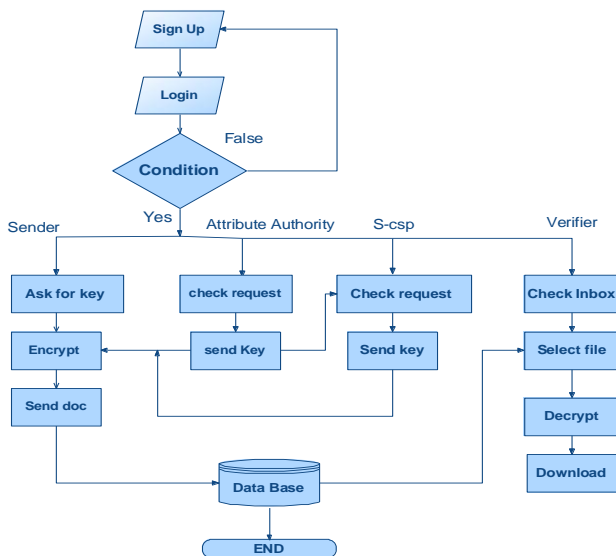 Sign Up
Login
False
Condition
Yes
Sender
Attribute Authority
S-csp
Verifier
Ask for key
check request
Check request
Check Inbox
Encrypt
send Key
Send key
Select file
Send doc
Decrypt
Data Base
Download
END